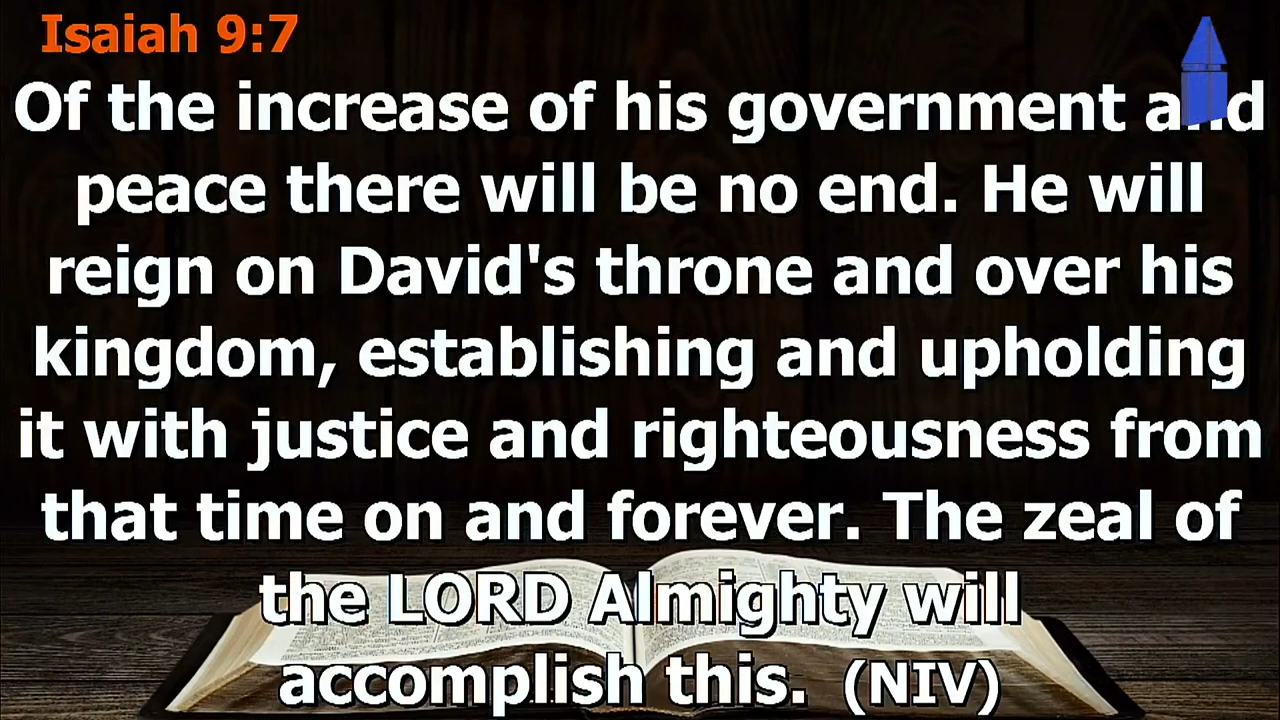 Isaiah 9:7
Of the increase of his government and
peace there will be no end. He will
reign on David's throne and over his
kingdom, establishing and upholding
it with justice and righteousness from
that time on and forever. The zeal of
the LORD Almighty will
accomplish this. (NIV)